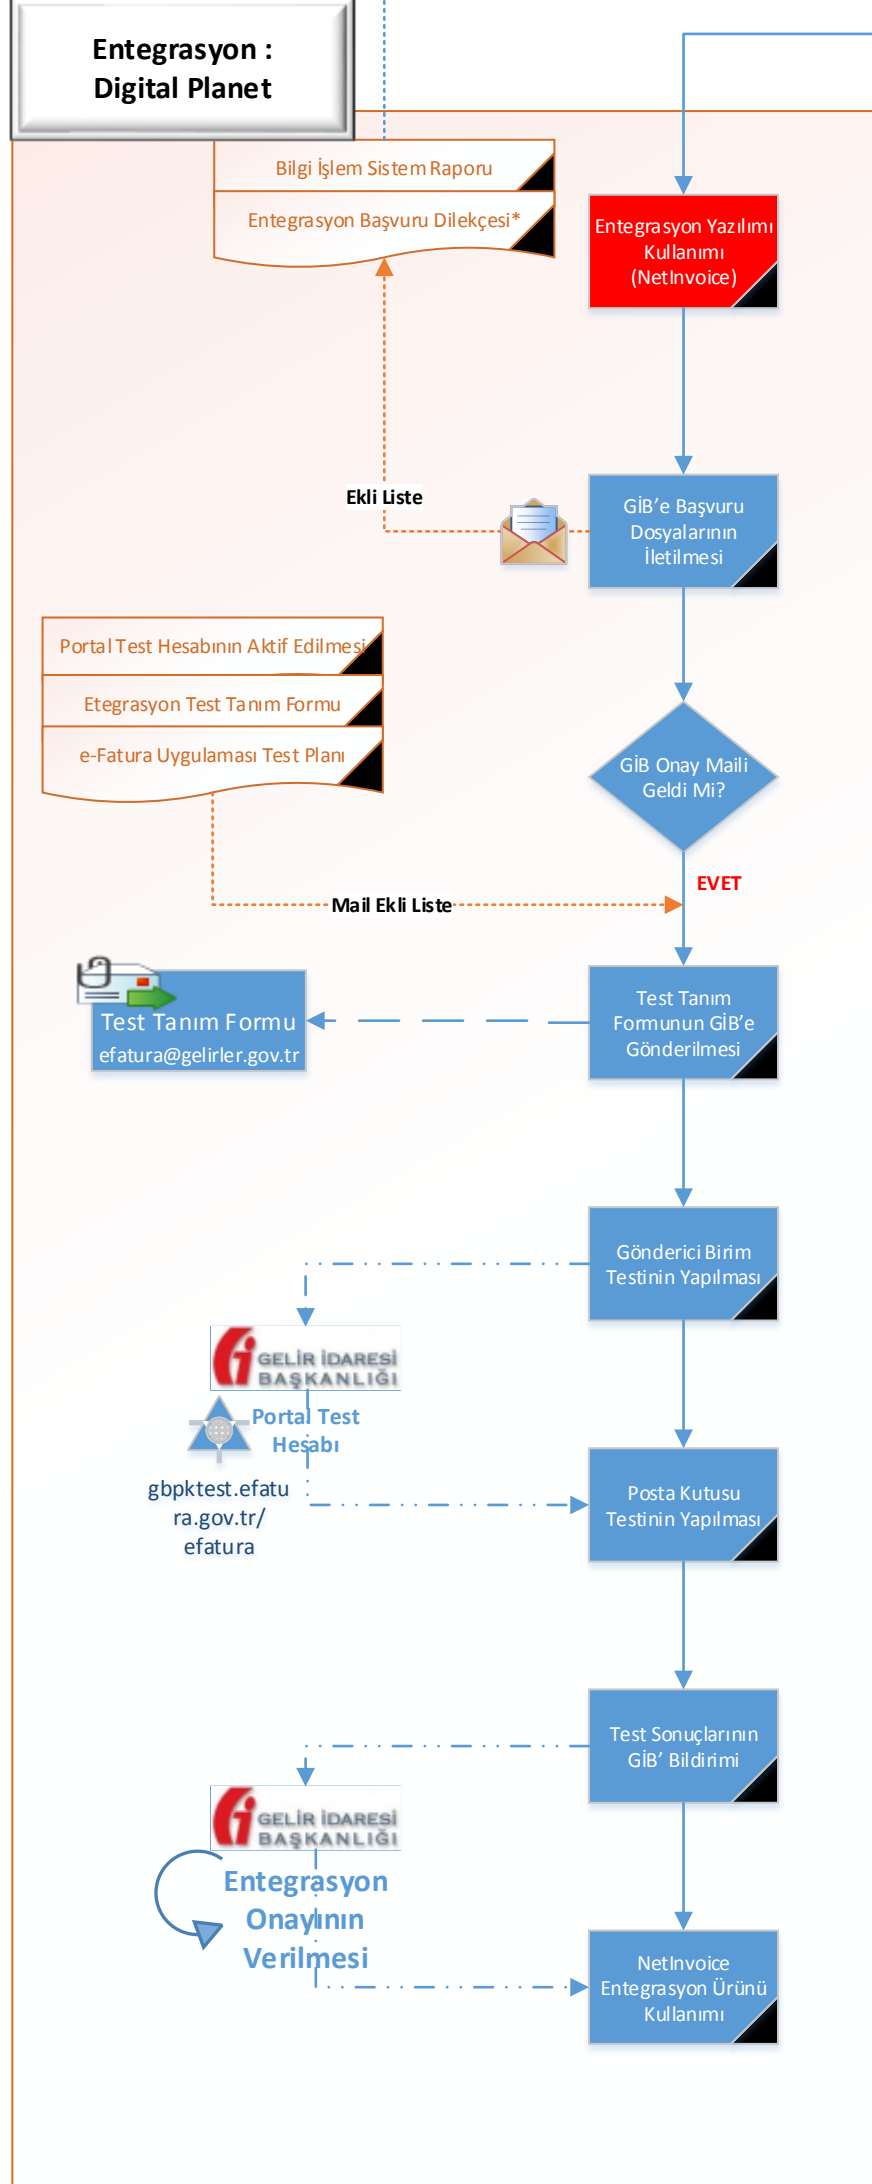 Entegrasyon :
Digital Planet
Bilgi İşlem Sistem Raporu
Entegrasyon Başvuru Dilekçesi*
Entegrasyon Yazılımı
Kullanımı
(NetInvoice)
Ekli Liste
GİB’e Başvuru
Dosyalarının
İletilmesi
Portal Test Hesabının Aktif Edilmesi
Etegrasyon Test Tanım Formu
e-Fatura Uygulaması Test Planı
GİB Onay Maili
Geldi Mi?
EVET
Mail Ekli Liste
Test Tanım Formu
efatura@gelirler.gov.tr
Test Tanım
Formunun GİB’e
Gönderilmesi
Gönderici Birim
Testinin Yapılması
GELİR İDARESİ
BAŞKANLIĞI
Portal Test
Hesabı
gbpktest.efatu
ra.gov.tr/
efatura
Posta Kutusu
Testinin Yapılması
Test Sonuçlarının
GİB’ Bildirimi
GELİR İDARESİ
BAŞKANLIĞI
Entegrasyon
Onayının
Verilmesi
NetInvoice
Entegrasyon Ürünü
Kullanımı